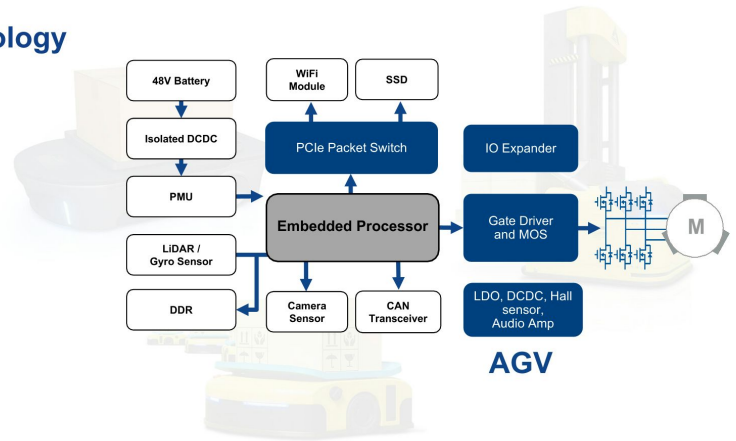 ology
48V Battery
WiFi
Module
SSD
Isolated DCDC
PCIe Packet Switch
IO Expander
PMU
Embedded Processor
Gate Driver
and MOS
M
LiDAR /
Gyro Sensor
DDR
Camera
Sensor
CAN
Transceiver
LDO, DCDC, Hall
sensor,
Audio Amp
AGV